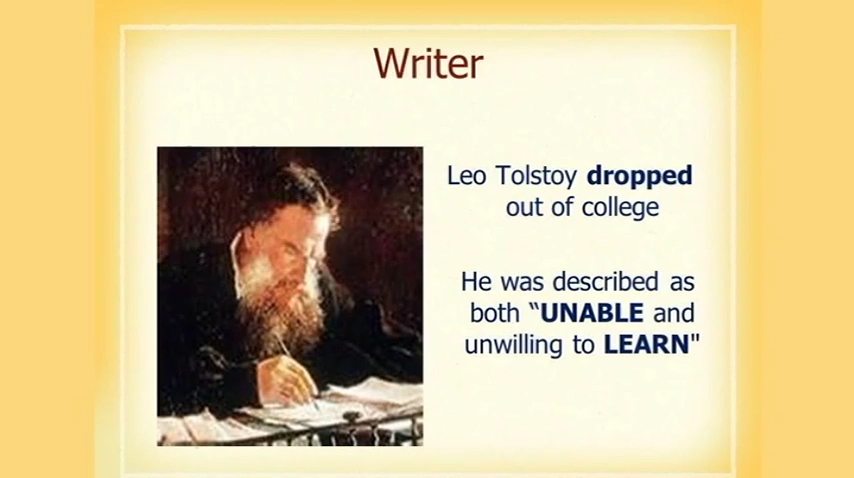 Writer
Leo Tolstoy dropped
out of college
He was described as
both “UNABLE and
unwilling to LEARN"